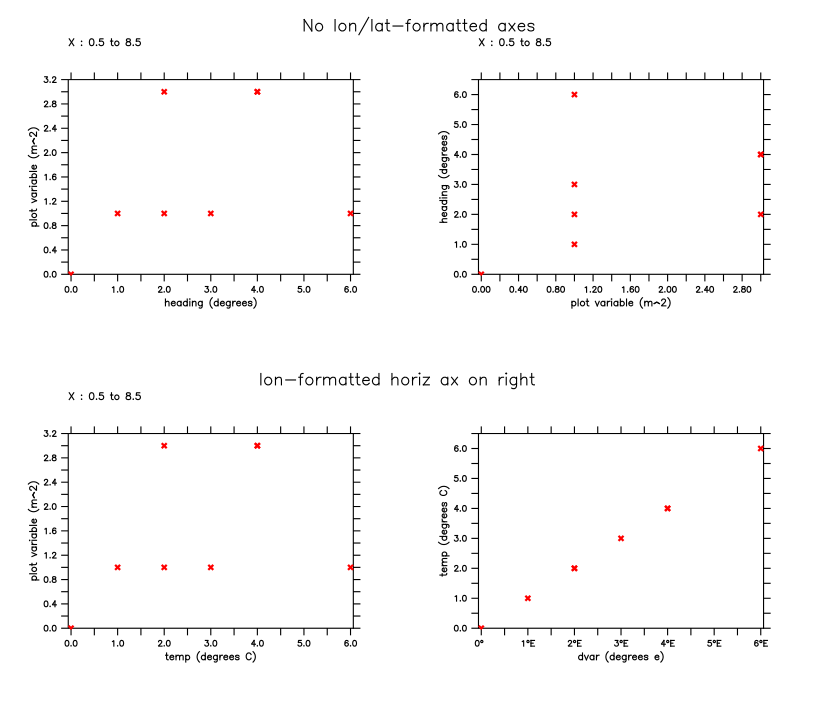 No lon/lat-formatted axes
X : 0.5 to 8.5
X : 0.5 to 8.5
plot variable (m^2)
3.2
2.8
2.4
2.0
1.6
1.2
0.8
0.4
0.0
0.0 1.0 2.0 3.0 4.0 5.0 6.0
heading (degrees)
heading (degrees)
6.0
5.0
4.0
3.0
2.0
1.0
0.0
0.00 0.40 0.80 1.20 1.60 2.00 2.40 2.80
plot variable (m^2)
lon-formatted horiz ax on right
X : 0.5 to 8.5
plot variable (m^2)
3.2
2.8
2.4
2.0
1.6
1.2
0.8
0.4
0.0
0.0 1.0 2.0 3.0 4.0 5.0 6.0
temp (degrees C)
temp (degrees C)
6.0
5.0
4.0
3.0
2.0
1.0
0.0
0° 1°E 2°E 3°E 4°E 5°E 6°E
dvar (degrees e)